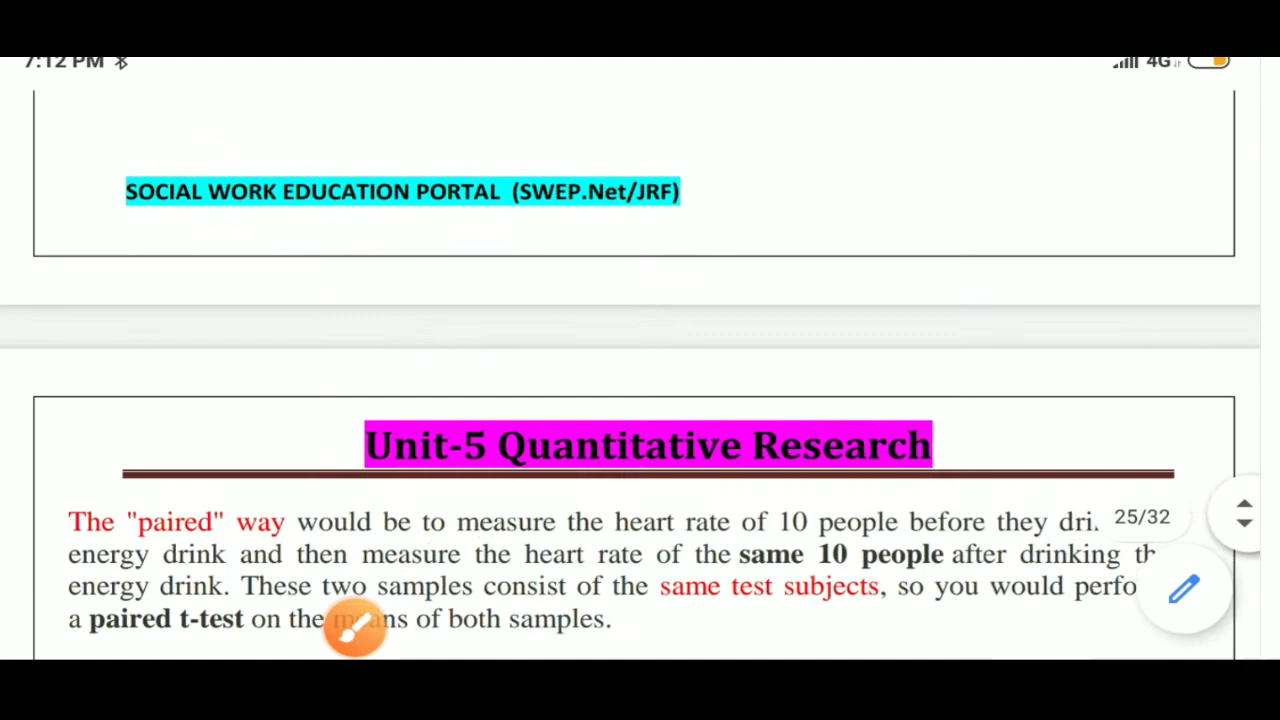 7:12 PM
4G
SOCIAL WORK EDUCATION PORTAL (SWEP.Net/JRF)
Unit-5 Quantitative Research
The "paired" way would be to measure the heart rate of 10 people before they dri
25/32
energy drink and then measure the heart rate of the same 10 people after drinking th
energy drink. These two samples consist of the same test subjects, so you would perfo
a paired t-test on the means of both samples.